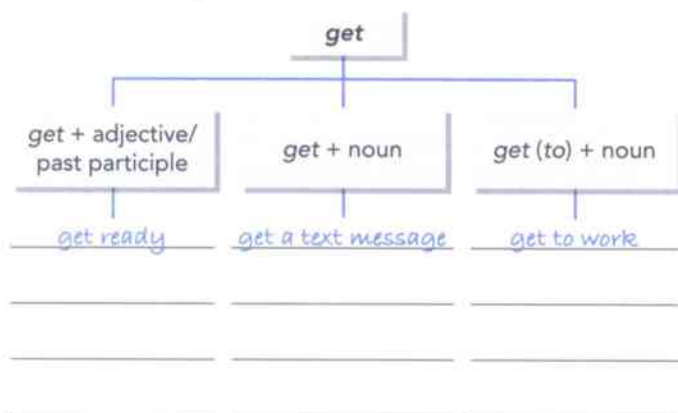 get
get + adjective/
past participle
get + noun
get (to) + noun
get ready
get a text message
get to work